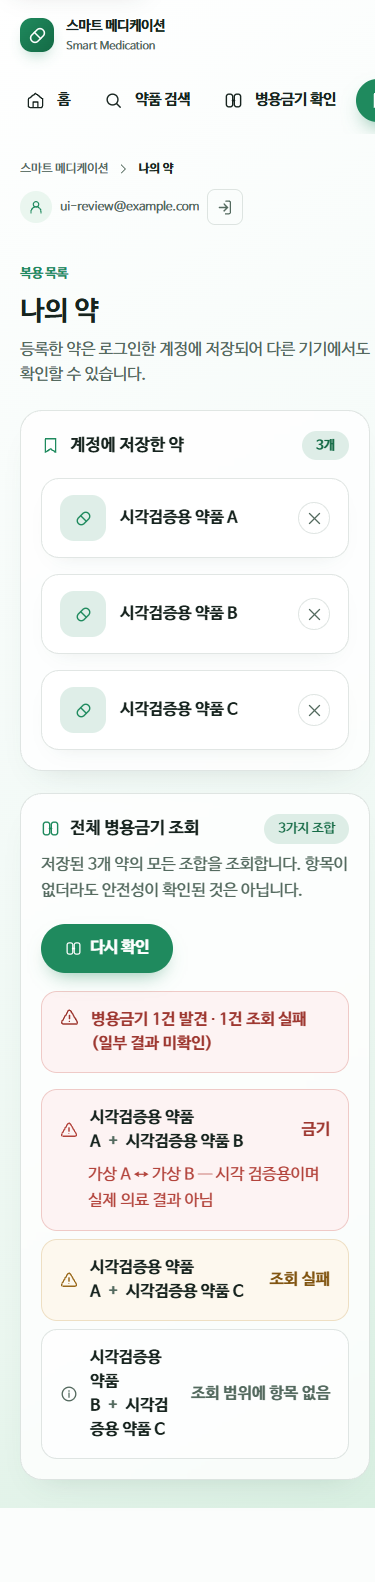 스마트 메디케이션
Smart Medication
홈 약품 검색 병용금기 확인
스마트 메디케이션 > 나의 약
ui-review@example.com
복용 목록
나의 약
등록한 약은 로그인한 계정에 저장되어 다른 기기에서도
확인할 수 있습니다.
계정에 저장한 약 3개
시각검증용 약품 A
시각검증용 약품 B
시각검증용 약품 C
전체 병용금기 조회 3가지 조합
저장된 3개 약의 모든 조합을 조회합니다. 항목이
없더라도 안전성이 확인된 것은 아닙니다.
다시 확인
병용금기 1건 발견 · 1건 조회 실패
(일부 결과 미확인)
시각검증용 약품
A + 시각검증용 약품 B 금기
가상 A ↔ 가상 B — 시각 검증용이며
실제 의료 결과 아님
시각검증용 약품
A + 시각검증용 약품 C 조회 실패
시각검증용
약품
B + 시각검
증용 약품 C 조회 범위에 항목 없음